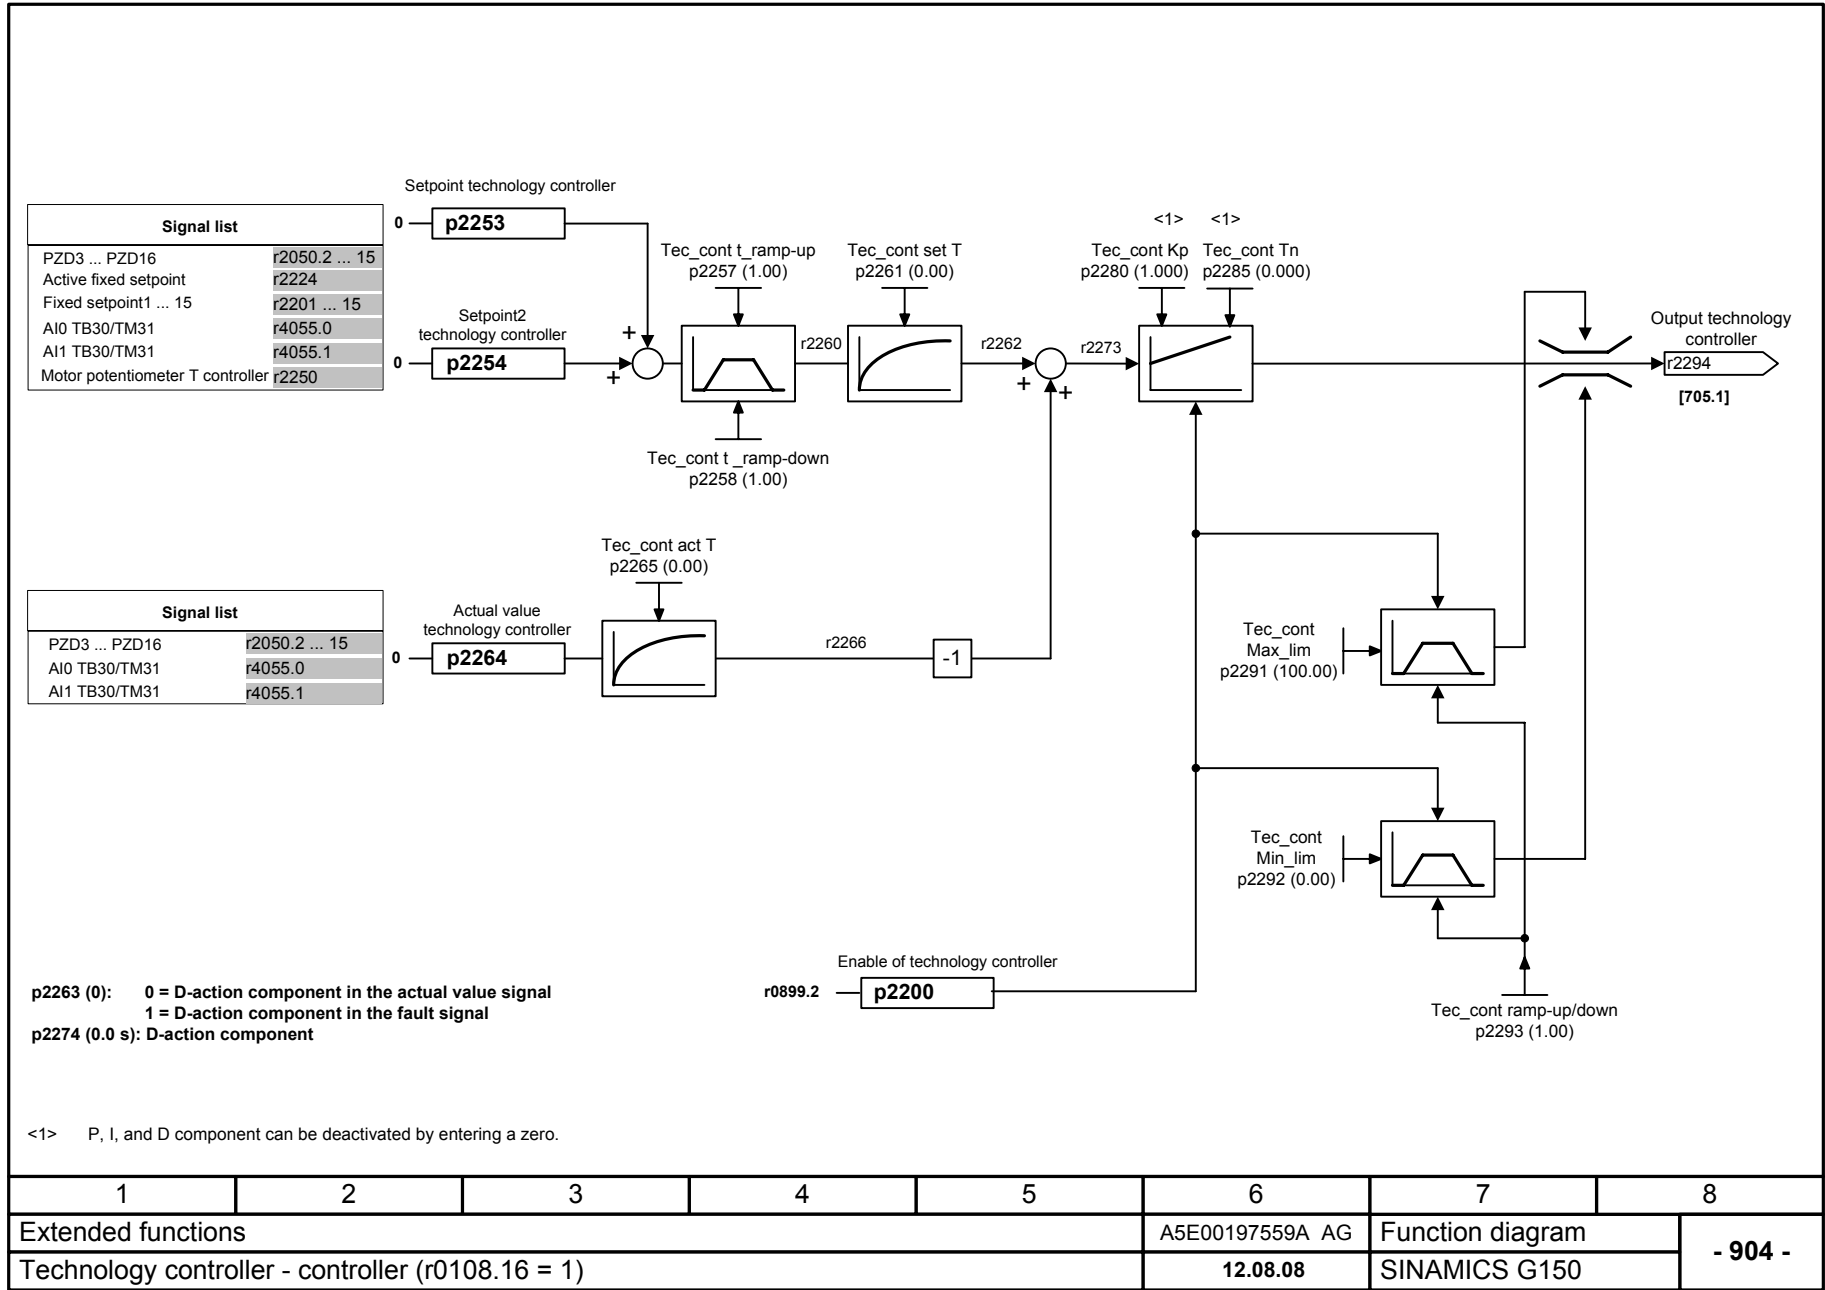 Setpoint technology controller
0 p2253
Signal list
PZD3 ... PZD16 r2050.2 ... 15
Active fixed setpoint r2224
Fixed setpoint1 ... 15 r2201 ... 15
AI0 TB30/TM31 r4055.0
AI1 TB30/TM31 r4055.1
Motor potentiometer T controller r2250
Setpoint2
technology controller
0 p2254
+
+
Tec_cont t_ramp-up
p2257 (1.00)
Tec_cont t _ramp-down
p2258 (1.00)
r2260
Tec_cont set T
p2261 (0.00)
r2262
+
+
r2273
<1> <1>
Tec_cont Kp Tec_cont Tn
p2280 (1.000) p2285 (0.000)
Output technology
controller
r2294
[705.1]
Signal list
PZD3 ... PZD16 r2050.2 ... 15
AI0 TB30/TM31 r4055.0
AI1 TB30/TM31 r4055.1
Actual value
technology controller
0 p2264
Tec_cont act T
p2265 (0.00)
r2266
-1
Tec_cont
Max_lim
p2291 (100.00)
Tec_cont
Min_lim
p2292 (0.00)
Enable of technology controller
r0899.2 p2200
Tec_cont ramp-up/down
p2293 (1.00)
p2263 (0): 0 = D-action component in the actual value signal
1 = D-action component in the fault signal
p2274 (0.0 s): D-action component
<1> P, I, and D component can be deactivated by entering a zero.
1 2 3 4 5 6 7 8
Extended functions A5E00197559A AG Function diagram
- 904 -
Technology controller - controller (r0108.16 = 1) 12.08.08 SINAMICS G150